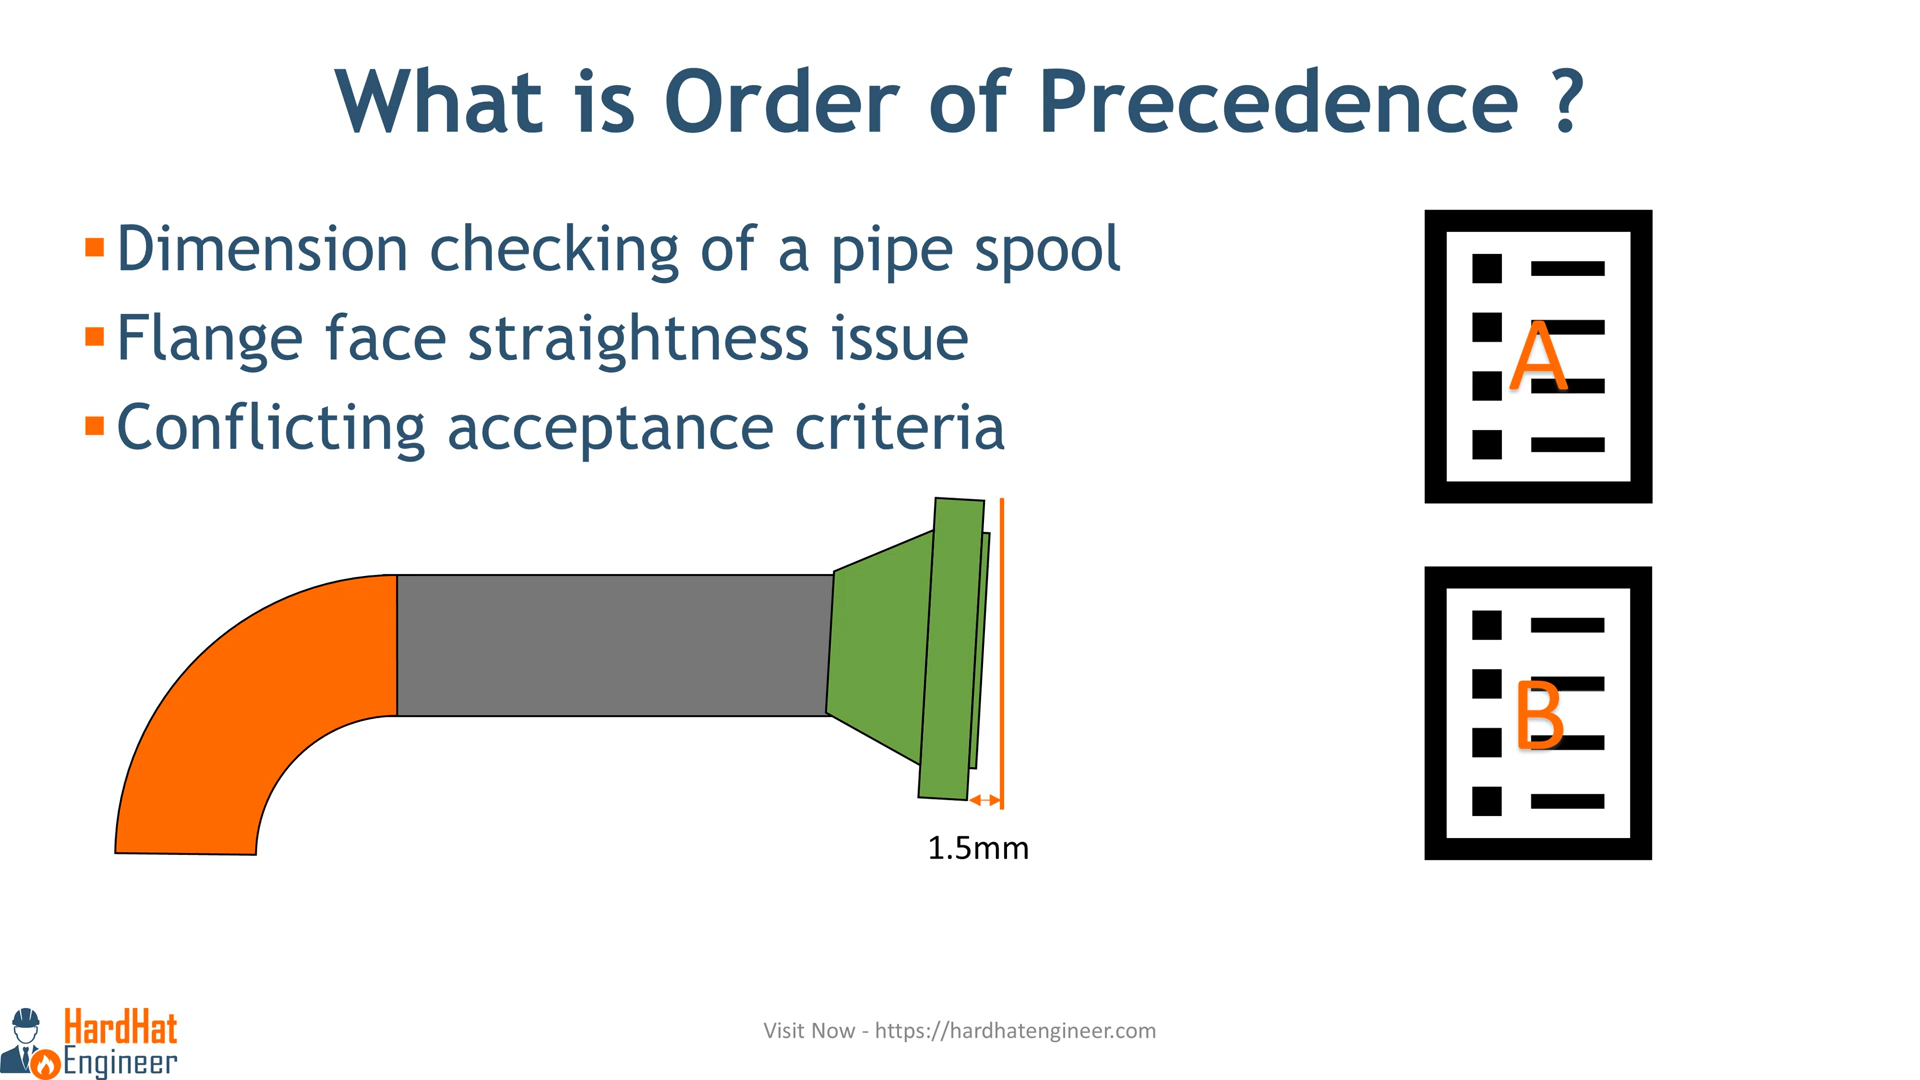 What is Order of Precedence ?
Dimension checking of a pipe spool
Flange face straightness issue
Conflicting acceptance criteria
A
B
1.5mm
HardHat
Engineer
Visit Now - https://hardhatengineer.com